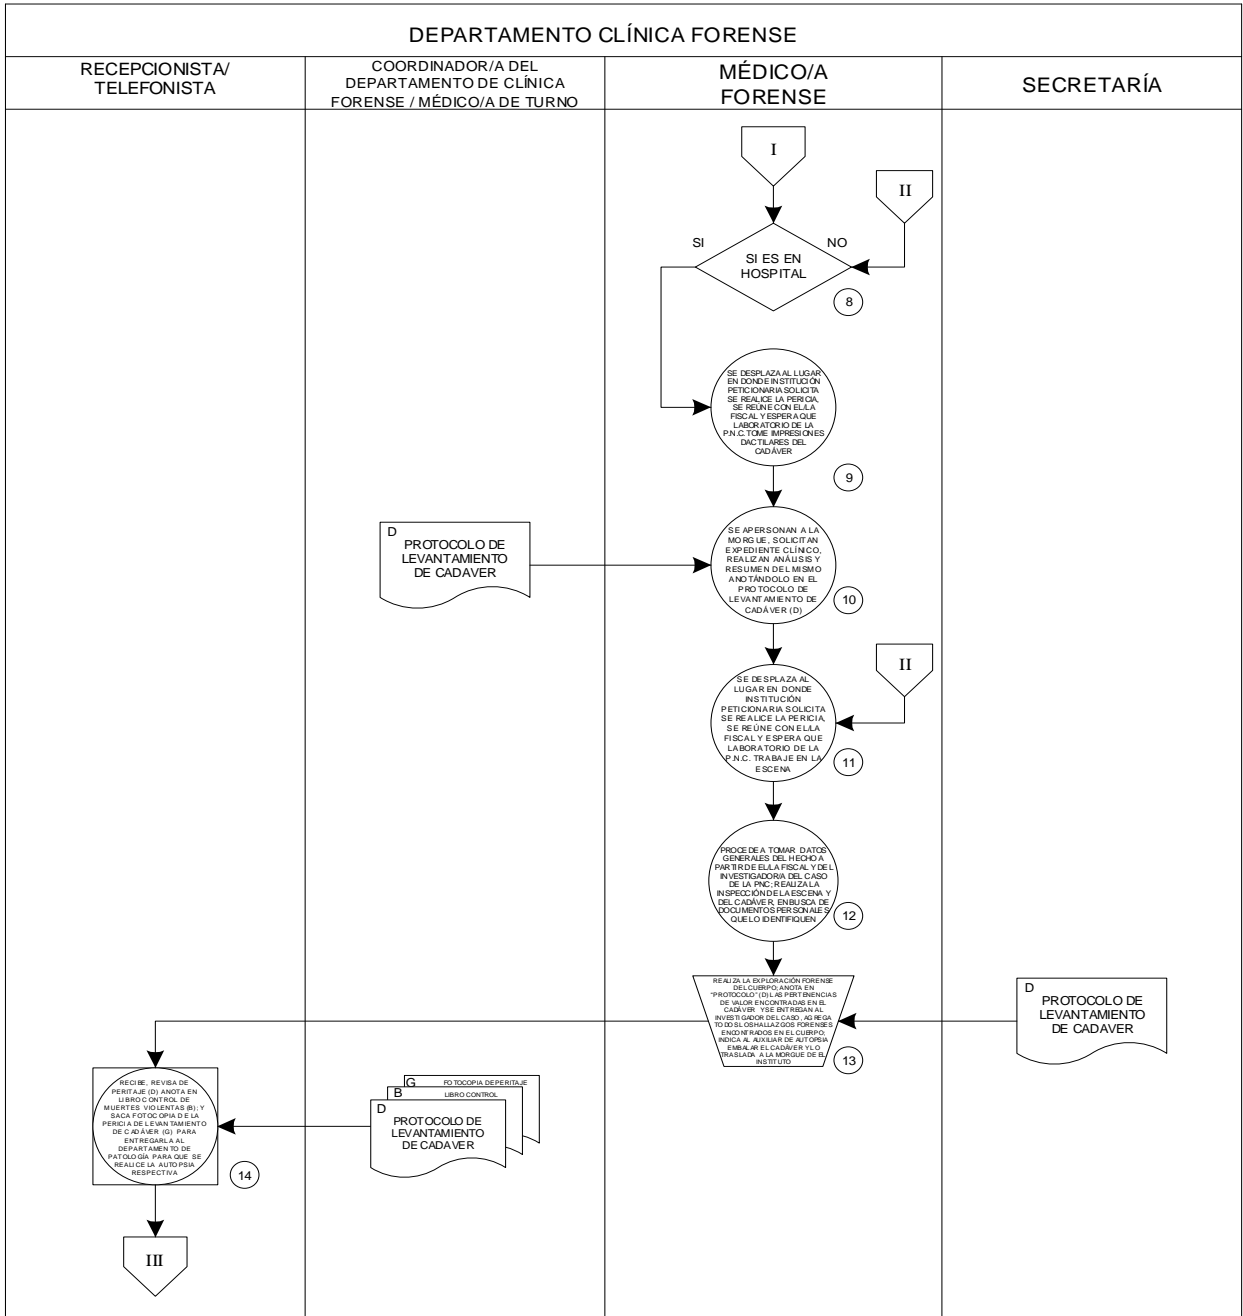 DEPARTAMENTO CLÍNICA FORENSE
RECEPCIONISTA/
TELEFONISTA
COORDINADOR/A DEL
DEPARTAMENTO DE CLÍNICA
FORENSE / MÉDICO/A DE TURNO
MÉDICO/A
FORENSE
SECRETARÍA
I
II
SI
NO
SI ES EN
HOSPITAL
8
SE DESPLAZA AL LUGAR
EN DONDE INSTITUCIÓN
PETICIONARIA SOLICITA
SE REALICE LA PERICIA,
SE REÚNE CON EL/LA
FISCAL Y ESPERA QUE
LABORATORIO DE LA
P.N.C. TOME IMPRESIONES
DACTILARES DEL
CADÁVER
9
D
PROTOCOLO DE
LEVANTAMIENTO
DE CADAVER
SE APERSONAN A LA
MORGUE, SOLICITAN
EXPEDIENTE CLÍNICO,
REALIZAN ANÁLISIS Y
RESUMEN DEL MISMO
ANOTÁNDOLO EN EL
PROTOCOLO DE
LEVANTAMIENTO DE
CADÁVER (D)
10
II
SE DESPLAZA AL
LUGAR EN DONDE
INSTITUCIÓN
PETICIONARIA SOLICITA
SE REALICE LA PERICIA,
SE REÚNE CON EL/LA
FISCAL Y ESPERA QUE
LABORATORIO DE LA
P.N.C. TRABAJE EN LA
ESCENA
11
PROCEDE A TOMAR DATOS
GENERALES DEL HECHO A
PARTIR DE EL/LA FISCAL Y DEL
INVESTIGADOR/A DEL CASO
DE LA PNC; REALIZA LA
INSPECCIÓN DE LA ESCENA Y
DEL CADÁVER, EN BUSCA DE
DOCUMENTOS PERSONALES
QUE LO IDENTIFIQUEN
12
REALIZA LA EXPLORACIÓN FORENSE
DEL CUERPO; ANOTA EN
"PROTOCOLO" (D) LAS PERTENENCIAS
DE VALOR ENCONTRADAS EN EL
CADÁVER Y SE ENTREGAN AL
INVESTIGADOR DEL CASO, AGREGA
TODOS LOS HALLAZGOS FORENSES
ENCONTRADOS EN EL CUERPO;
INDICA AL AUXILIAR DE AUTOPSIA
EMBALAR EL CADÁVER Y LO
TRASLADA A LA MORGUE DE EL
INSTITUTO
13
D
PROTOCOLO DE
LEVANTAMIENTO
DE CADAVER
RECIBE, REVISA DE
PERITAJE (D) ANOTA EN
LIBRO CONTROL DE
MUERTES VIOLENTAS (B); Y
SACA FOTOCOPIA DE LA
PERICIA DE LEVANTAMIENTO
DE CADÁVER (G) PARA
ENTREGARLA AL
DEPARTAMENTO DE
PATOLOGÍA PARA QUE SE
REALICE LA AUTOPSIA
RESPECTIVA
14
G
FOTOCOPIA DE PERITAJE
B
LIBRO CONTROL
D
PROTOCOLO DE
LEVANTAMIENTO
DE CADAVER
III